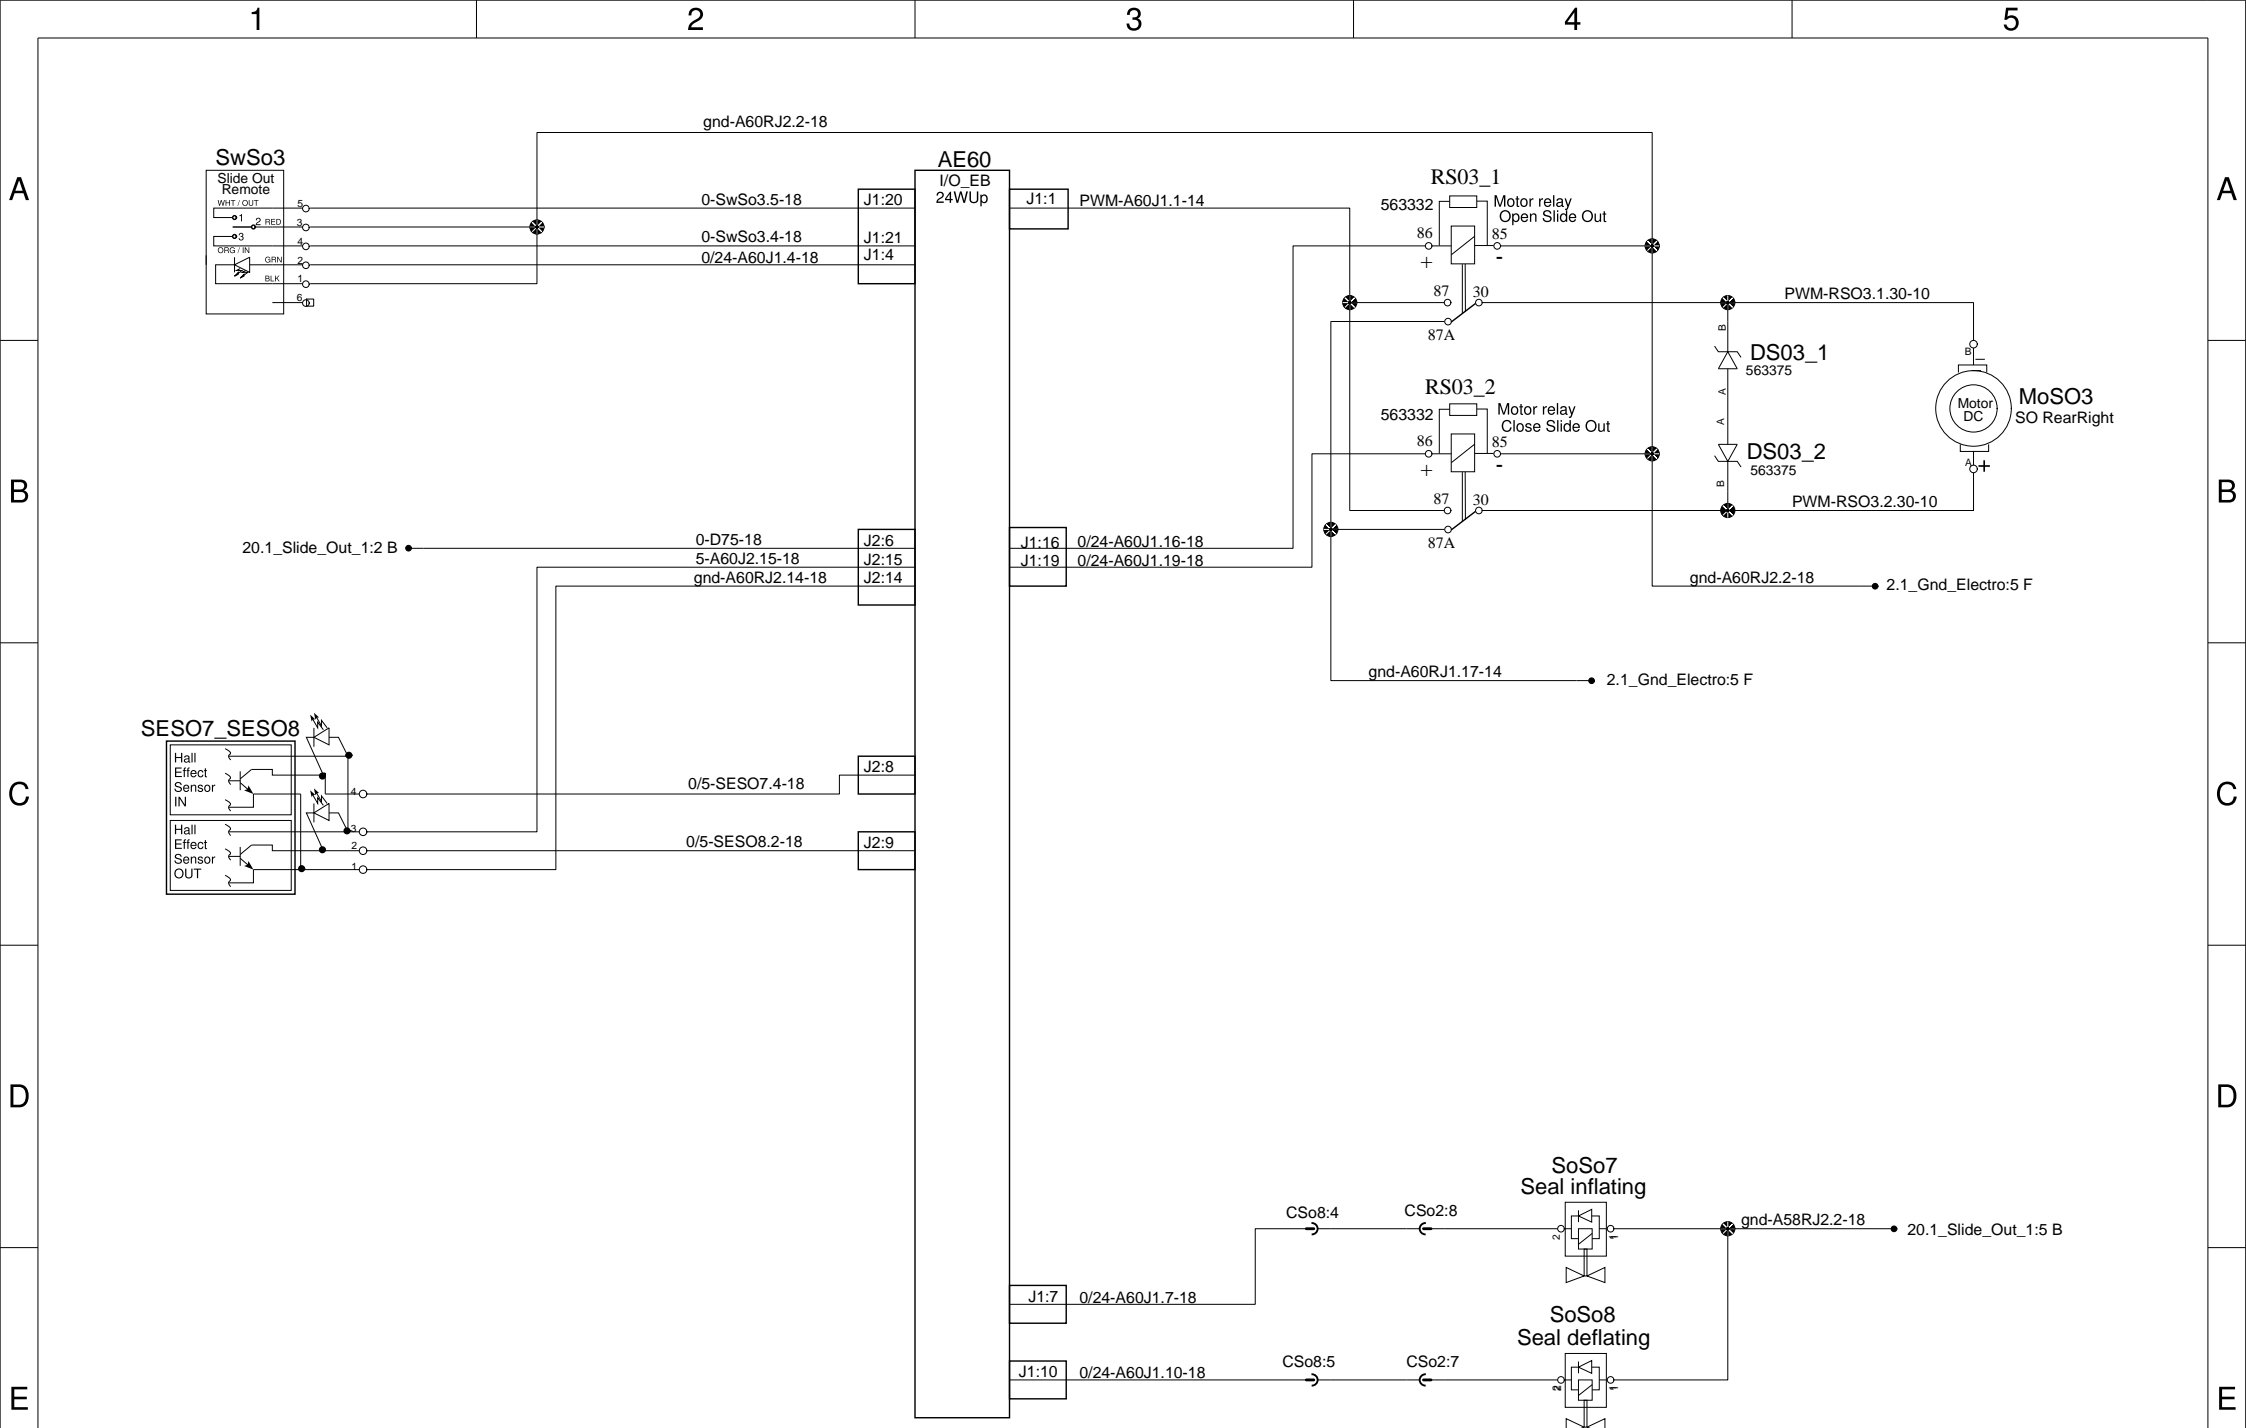 1 2 3 4 5
A A
B B
C C
D D
E E
gnd-A60RJ2.2-18
SwSo3
Slide Out
Remote
WHT / OUT
1
2 RED
3
ORG / IN
GRN
BLK
5
3
4
2
1
6
0-SwSo3.5-18
0-SwSo3.4-18
0/24-A60J1.4-18
J1:20
J1:21
J1:4
AE60
I/O_EB
24WUp
J1:1
PWM-A60J1.1-14
RS03_1
563332
Motor relay
Open Slide Out
86
85
+
-
87
30
87A
PWM-RSO3.1.30-10
B
DS03_1
563375
A
A
DS03_2
563375
B
PWM-RSO3.2.30-10
B
–
Motor
DC
MoSO3
SO RearRight
A
+
RS03_2
563332
Motor relay
Close Slide Out
86
85
+
-
87
30
87A
20.1_Slide_Out_1:2 B
0-D75-18
5-A60J2.15-18
gnd-A60RJ2.14-18
J2:6
J2:15
J2:14
J1:16
J1:19
0/24-A60J1.16-18
0/24-A60J1.19-18
gnd-A60RJ2.2-18
2.1_Gnd_Electro:5 F
gnd-A60RJ1.17-14
2.1_Gnd_Electro:5 F
SESO7_SESO8
Hall
Effect
Sensor
IN
Hall
Effect
Sensor
OUT
4
3
2
1
0/5-SESO7.4-18
J2:8
0/5-SESO8.2-18
J2:9
SoSo7
Seal inflating
CSo8:4
CSo2:8
2
1
gnd-A58RJ2.2-18
20.1_Slide_Out_1:5 B
J1:7
0/24-A60J1.7-18
SoSo8
Seal deflating
J1:10
0/24-A60J1.10-18
CSo8:5
CSo2:7
2
1